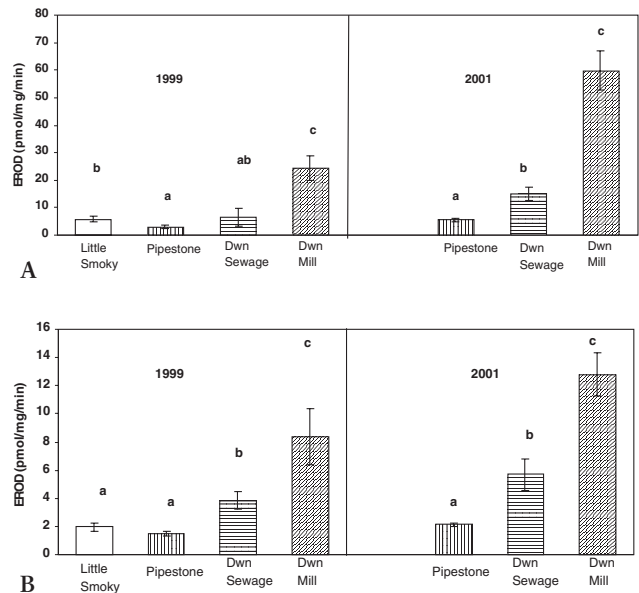 80
70
60
50
40
30
20
10
0
EROD (pmol/mg/min)
1999
2001
b
a
ab
c
a
b
c
Little Smoky
Pipestone
Dwn Sewage
Dwn Mill
Pipestone
Dwn Sewage
Dwn Mill
A
16
14
12
10
8
6
4
2
0
EROD (pmol/mg/min)
1999
2001
a
a
b
c
a
b
c
Little Smoky
Pipestone
Dwn Sewage
Dwn Mill
Pipestone
Dwn Sewage
Dwn Mill
B